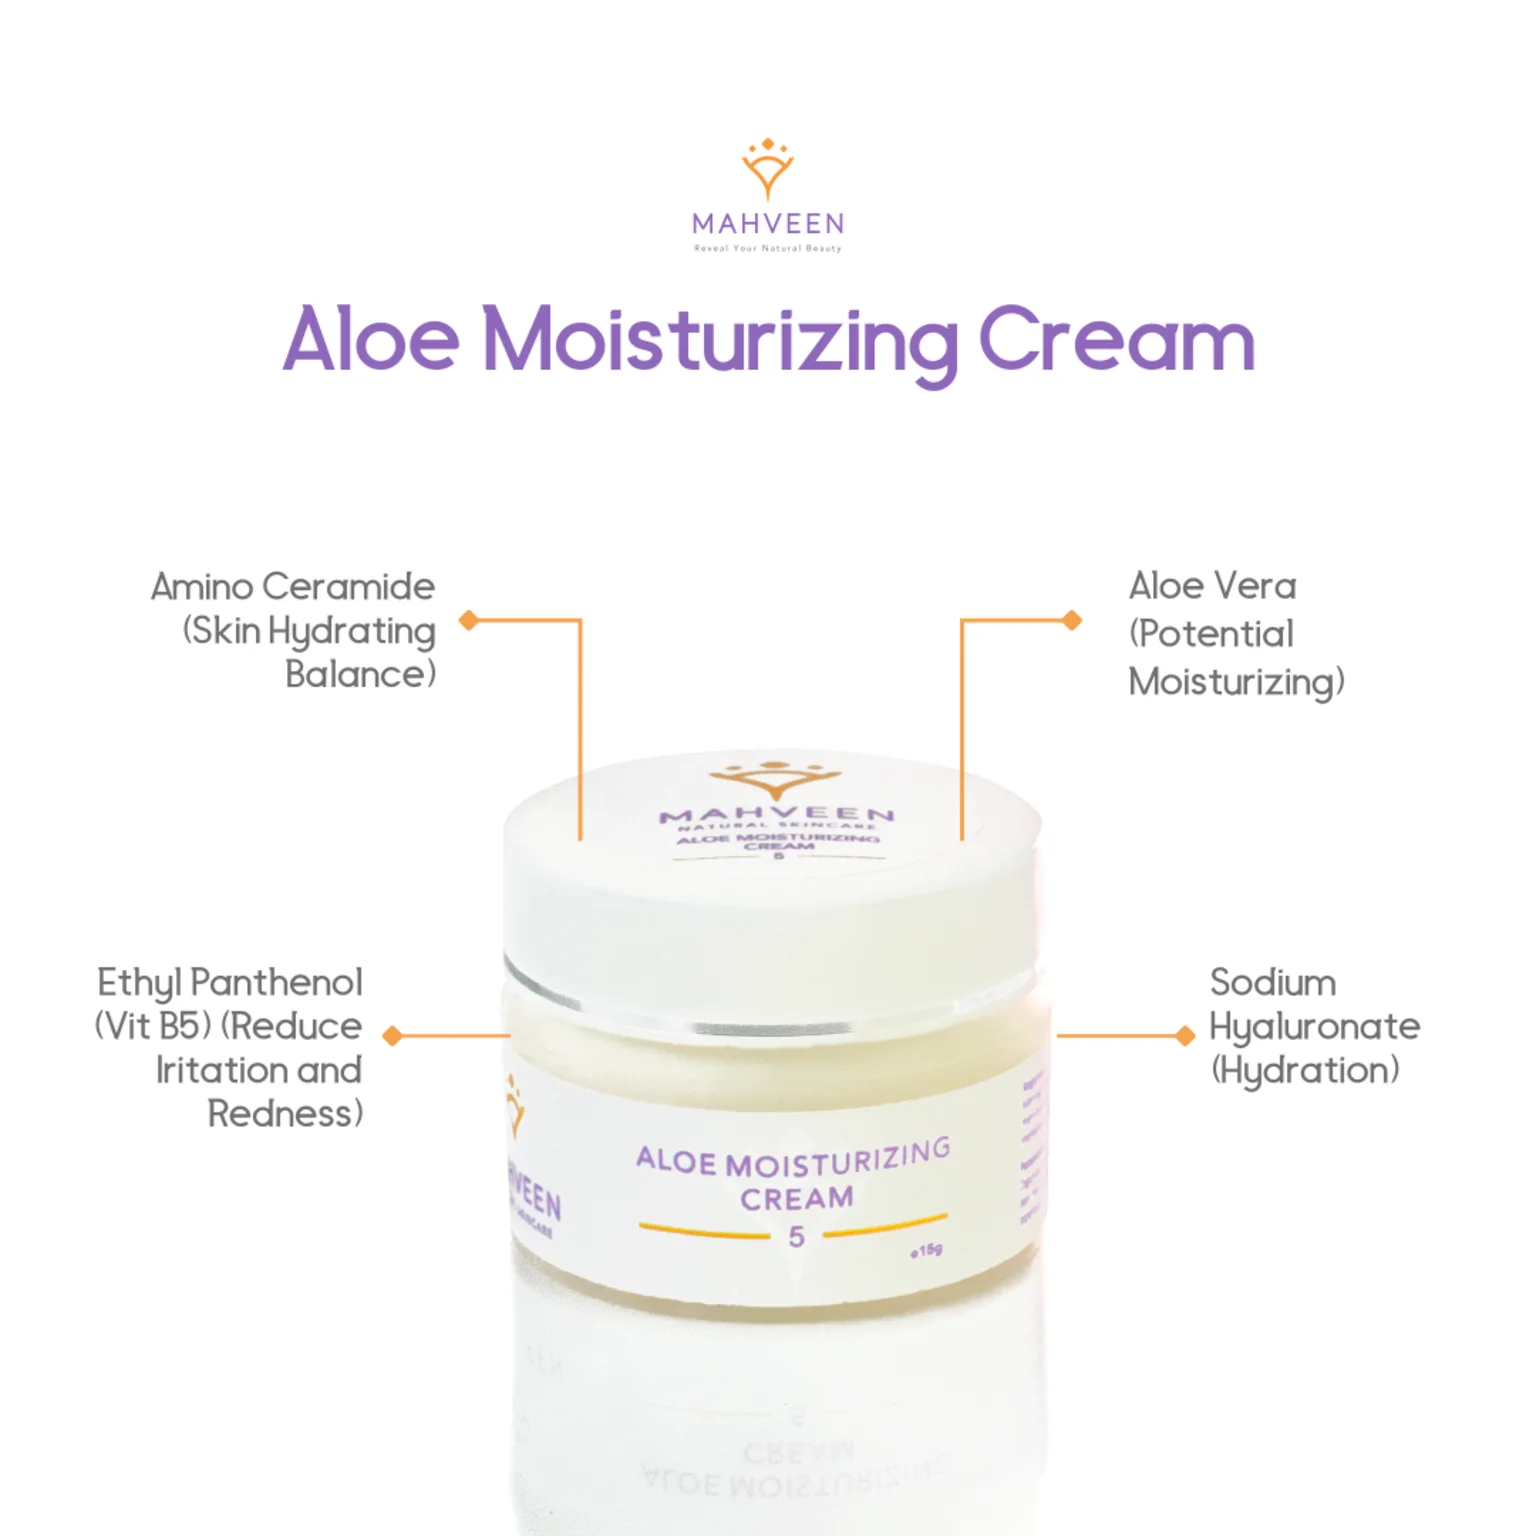 MAHVEEN
Reveal Your Natural Beauty
Aloe Moisturizing Cream
Amino Ceramide
(Skin Hydrating
Balance)
Aloe Vera
(Potential
Moisturizing)
MAHVEEN
NATURAL SKINCARE
ALOE MOISTURIZING
CREAM
5
Ethyl Panthenol
(Vit B5) (Reduce
Iritation and
Redness)
Sodium
Hyaluronate
(Hydration)
ALOE MOISTURIZING
CREAM
5
e15g